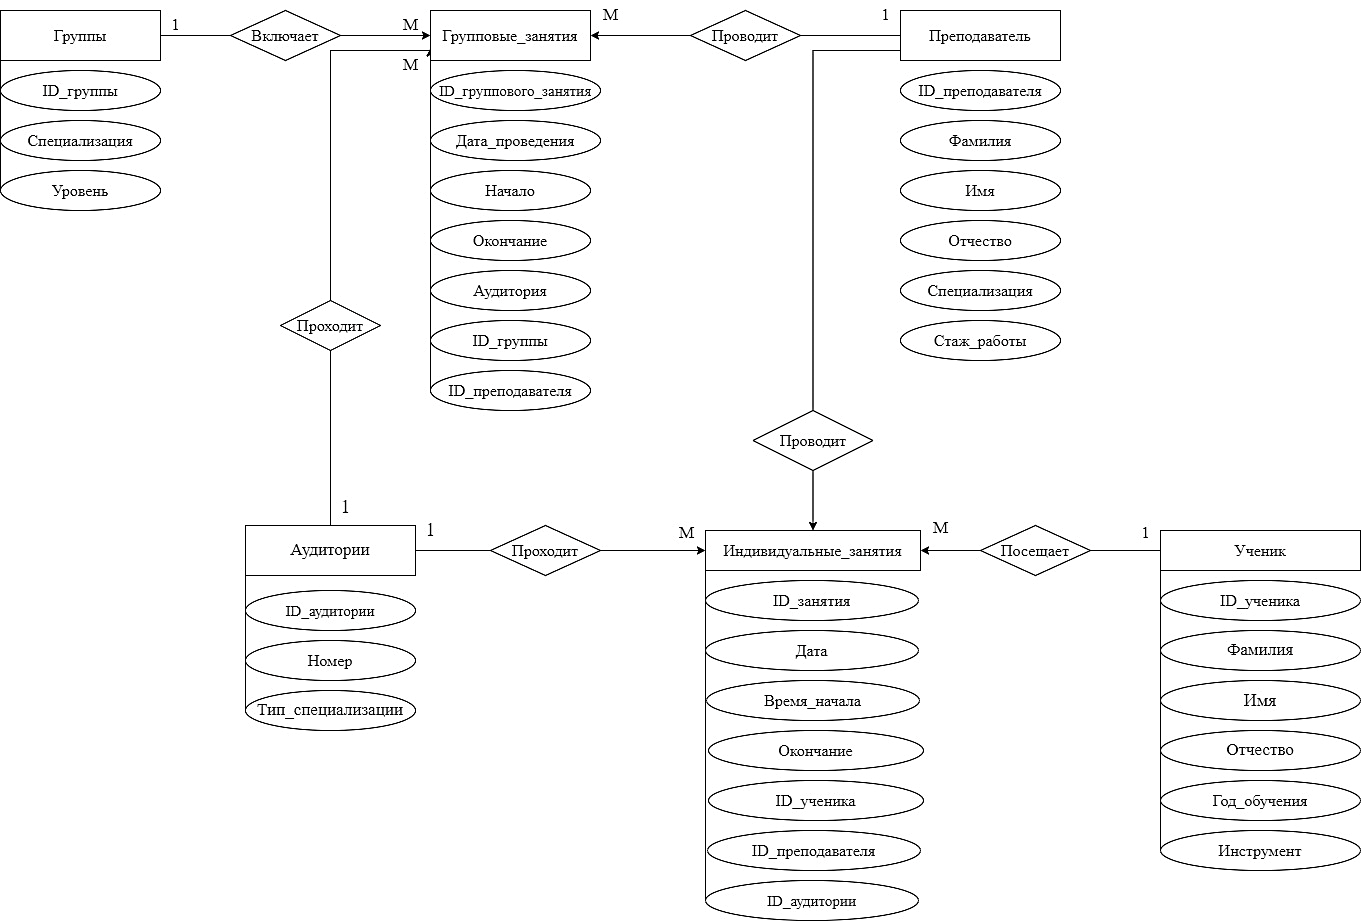 Группы
1
Включает
М
Групповые_занятия
М
Проводит
1
Преподаватель
М
ID_группы
Специализация
Уровень
ID_группового_занятия
Дата_проведения
Начало
Окончание
Аудитория
ID_группы
ID_преподавателя
ID_преподавателя
Фамилия
Имя
Отчество
Специализация
Стаж_работы
Проходит
Проводит
1
Аудитории
1
Проходит
М
Индивидуальные_занятия
М
Посещает
1
Ученик
ID_аудитории
Номер
Тип_специализации
ID_занятия
Дата
Время_начала
Окончание
ID_ученика
ID_преподавателя
ID_аудитории
ID_ученика
Фамилия
Имя
Отчество
Год_обучения
Инструмент